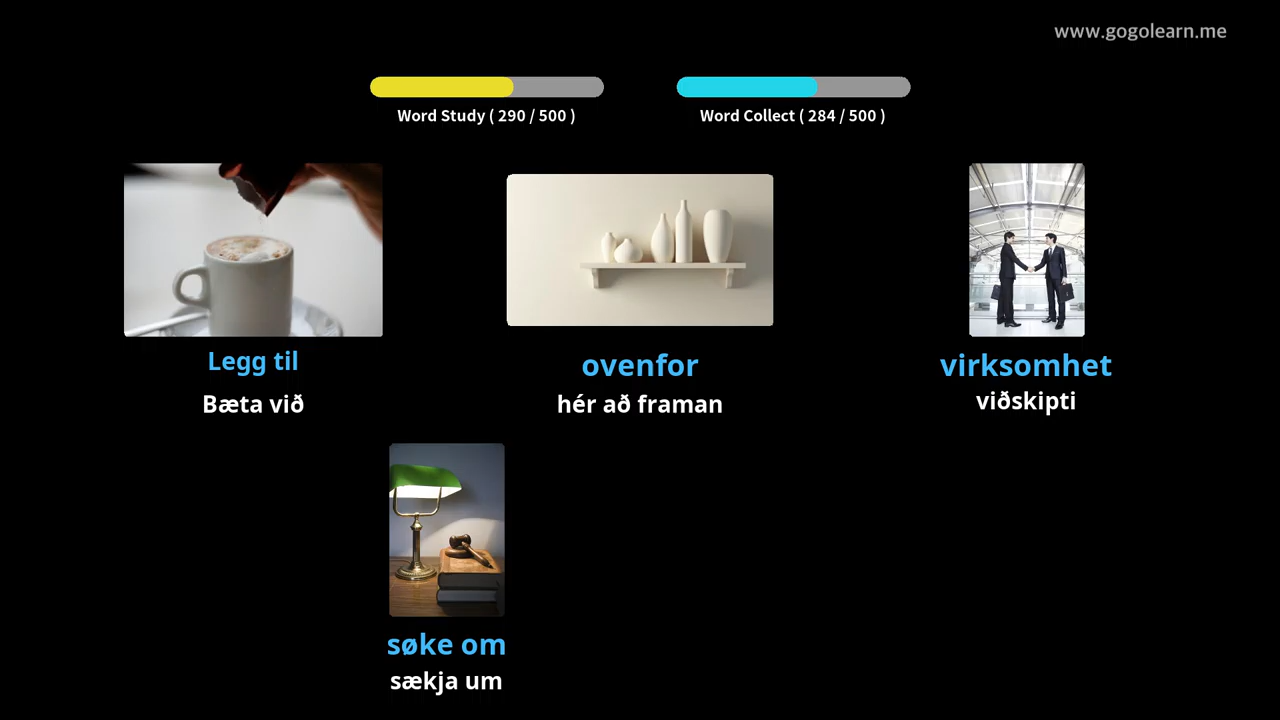 www.gogolearn.me
Word Study ( 290 / 500 )
Word Collect ( 284 / 500 )
Legg til
Bæta við
ovenfor
hér að framan
virksomhet
viðskipti
søke om
sækja um